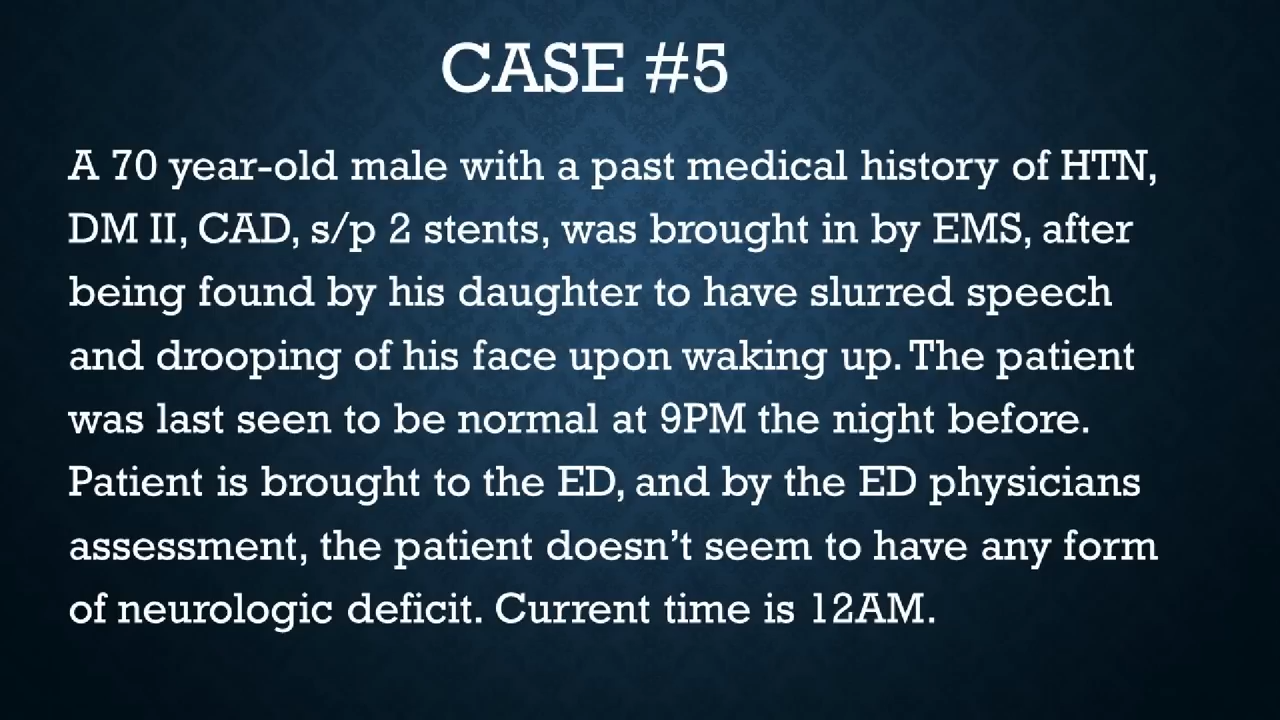 CASE #5
A 70 year-old male with a past medical history of HTN,
DM II, CAD, s/p 2 stents, was brought in by EMS, after
being found by his daughter to have slurred speech
and drooping of his face upon waking up. The patient
was last seen to be normal at 9PM the night before.
Patient is brought to the ED, and by the ED physicians
assessment, the patient doesn’t seem to have any form
of neurologic deficit. Current time is 12AM.